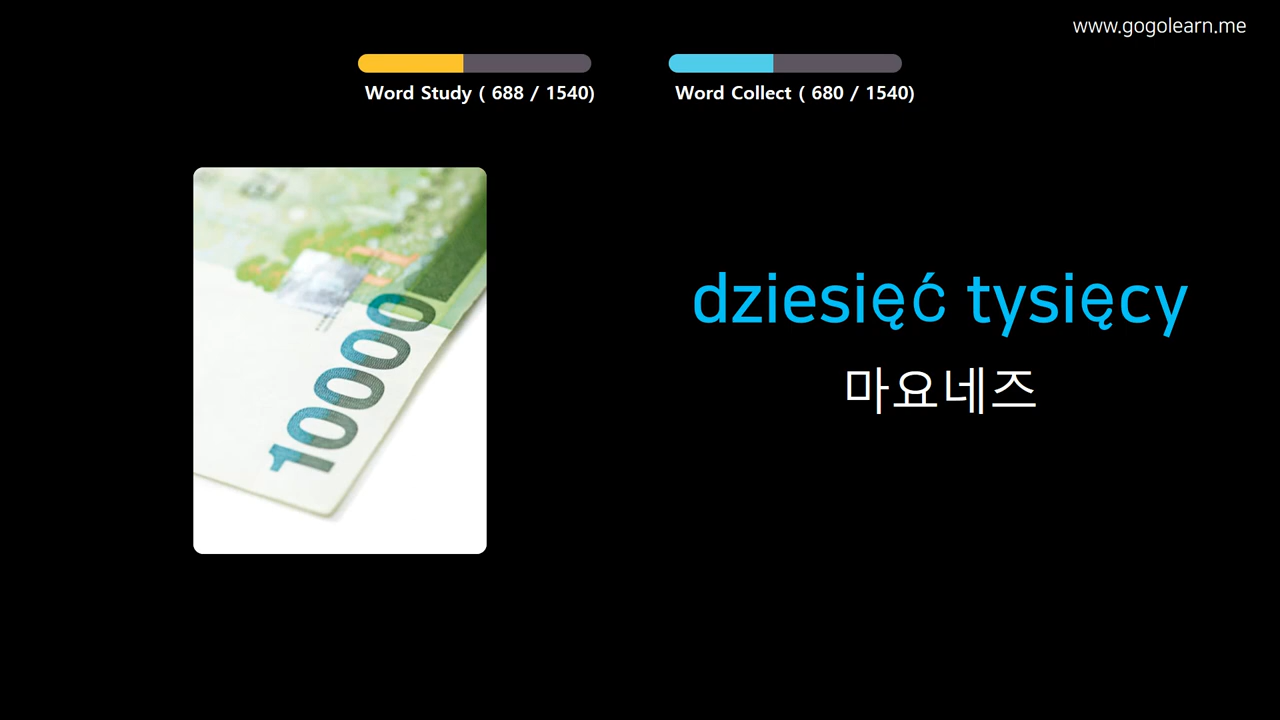 www.gogolearn.me
Word Study ( 688 / 1540)
Word Collect ( 680 / 1540)
10000
dziesięć tysięcy
마요네즈